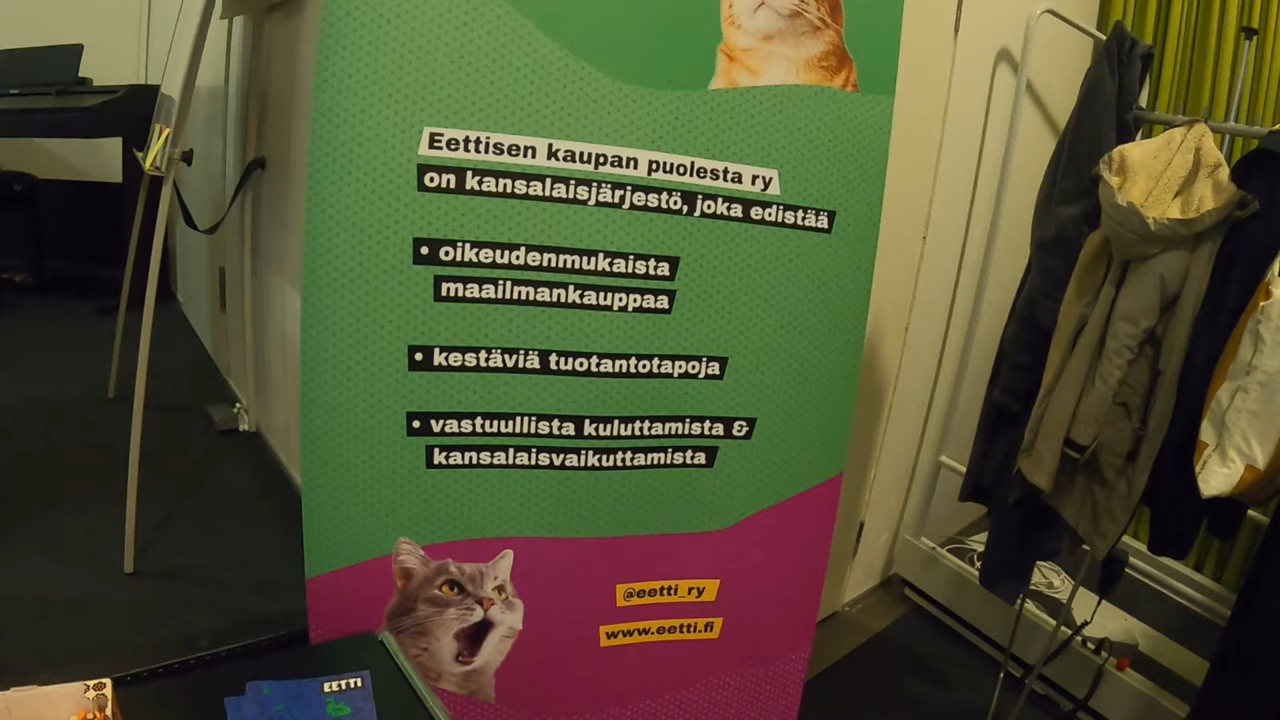 Eettisen kaupan puolesta ry
on kansalaisjärjestö, joka edistää
• oikeudenmukaista
maailmankauppaa
• kestäviä tuotantotapoja
• vastuullista kuluttamista &
kansalaisvaikuttamista
@eetti_ry
www.eetti.fi
EETTI